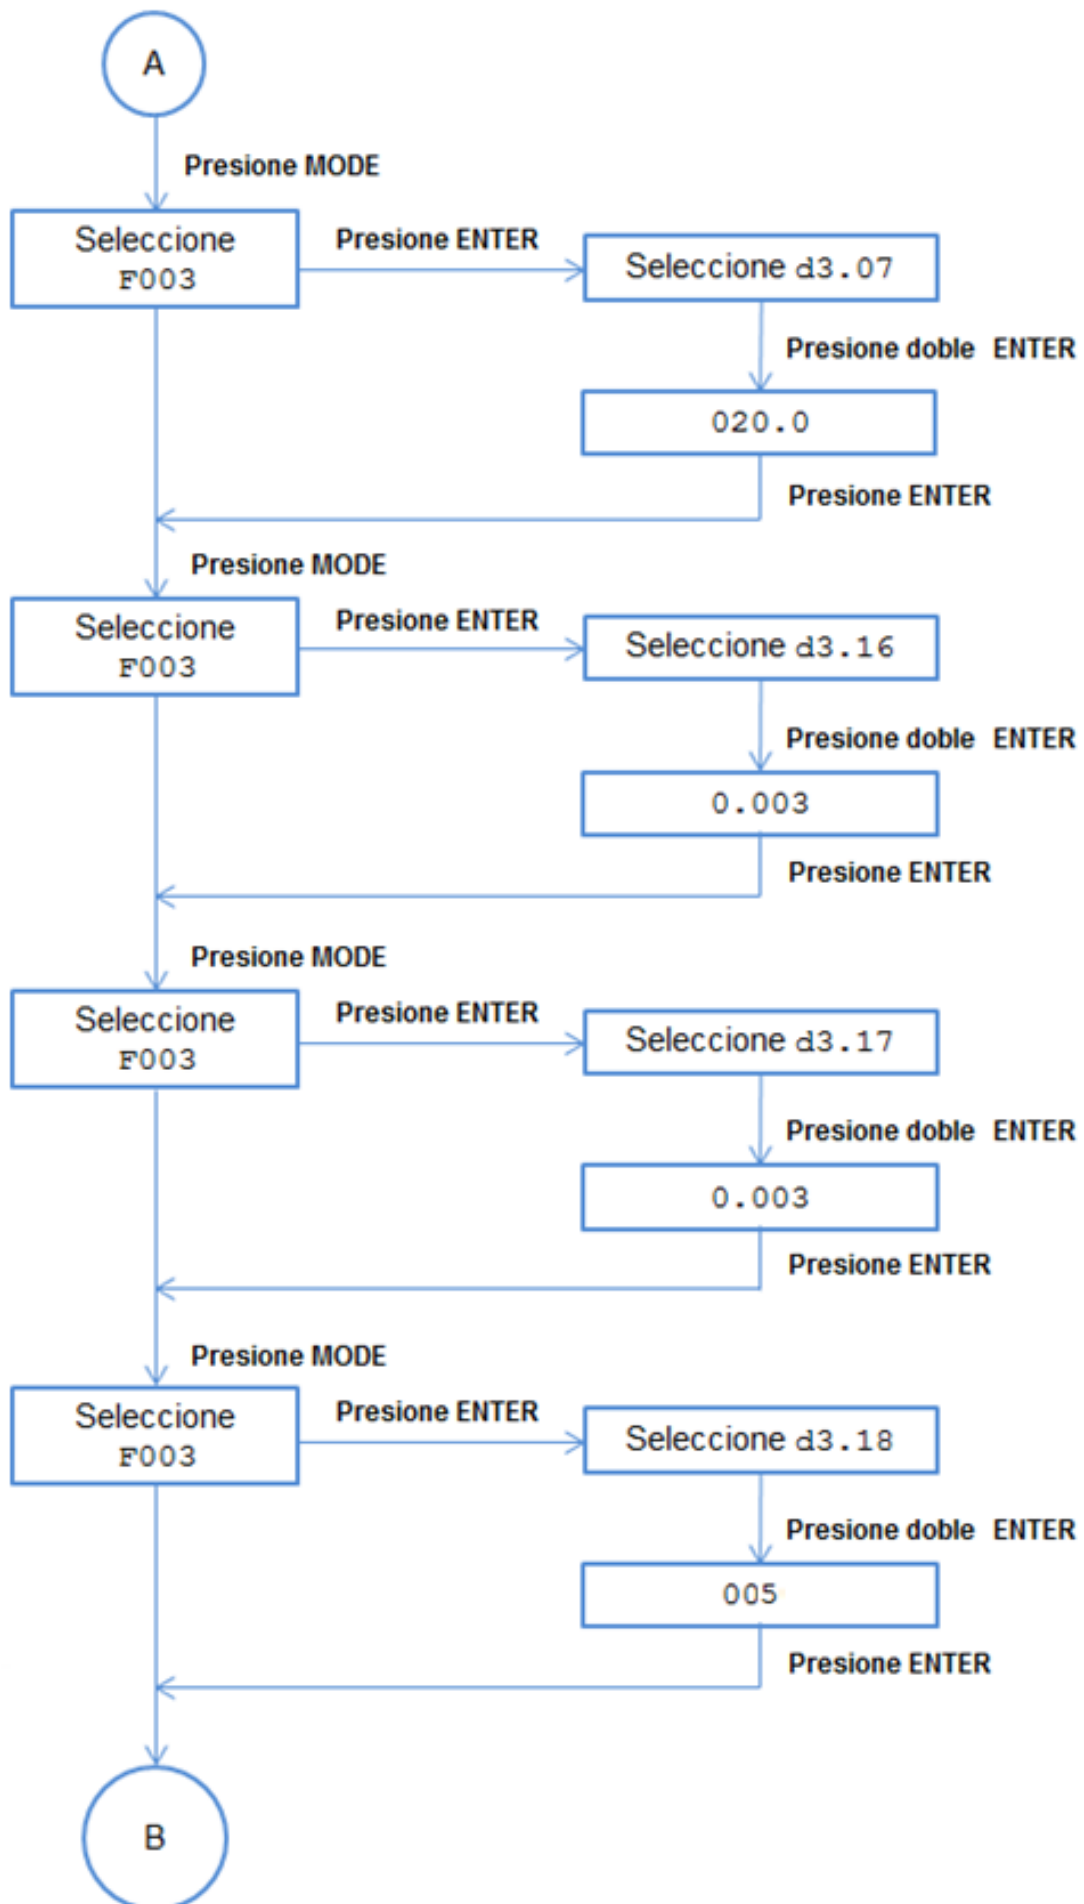 A
Presione MODE
Seleccione
F003
Presione ENTER
Seleccione d3.07
Presione doble ENTER
020.0
Presione ENTER
Presione MODE
Seleccione
F003
Presione ENTER
Seleccione d3.16
Presione doble ENTER
0.003
Presione ENTER
Presione MODE
Seleccione
F003
Presione ENTER
Seleccione d3.17
Presione doble ENTER
0.003
Presione ENTER
Presione MODE
Seleccione
F003
Presione ENTER
Seleccione d3.18
Presione doble ENTER
005
Presione ENTER
B